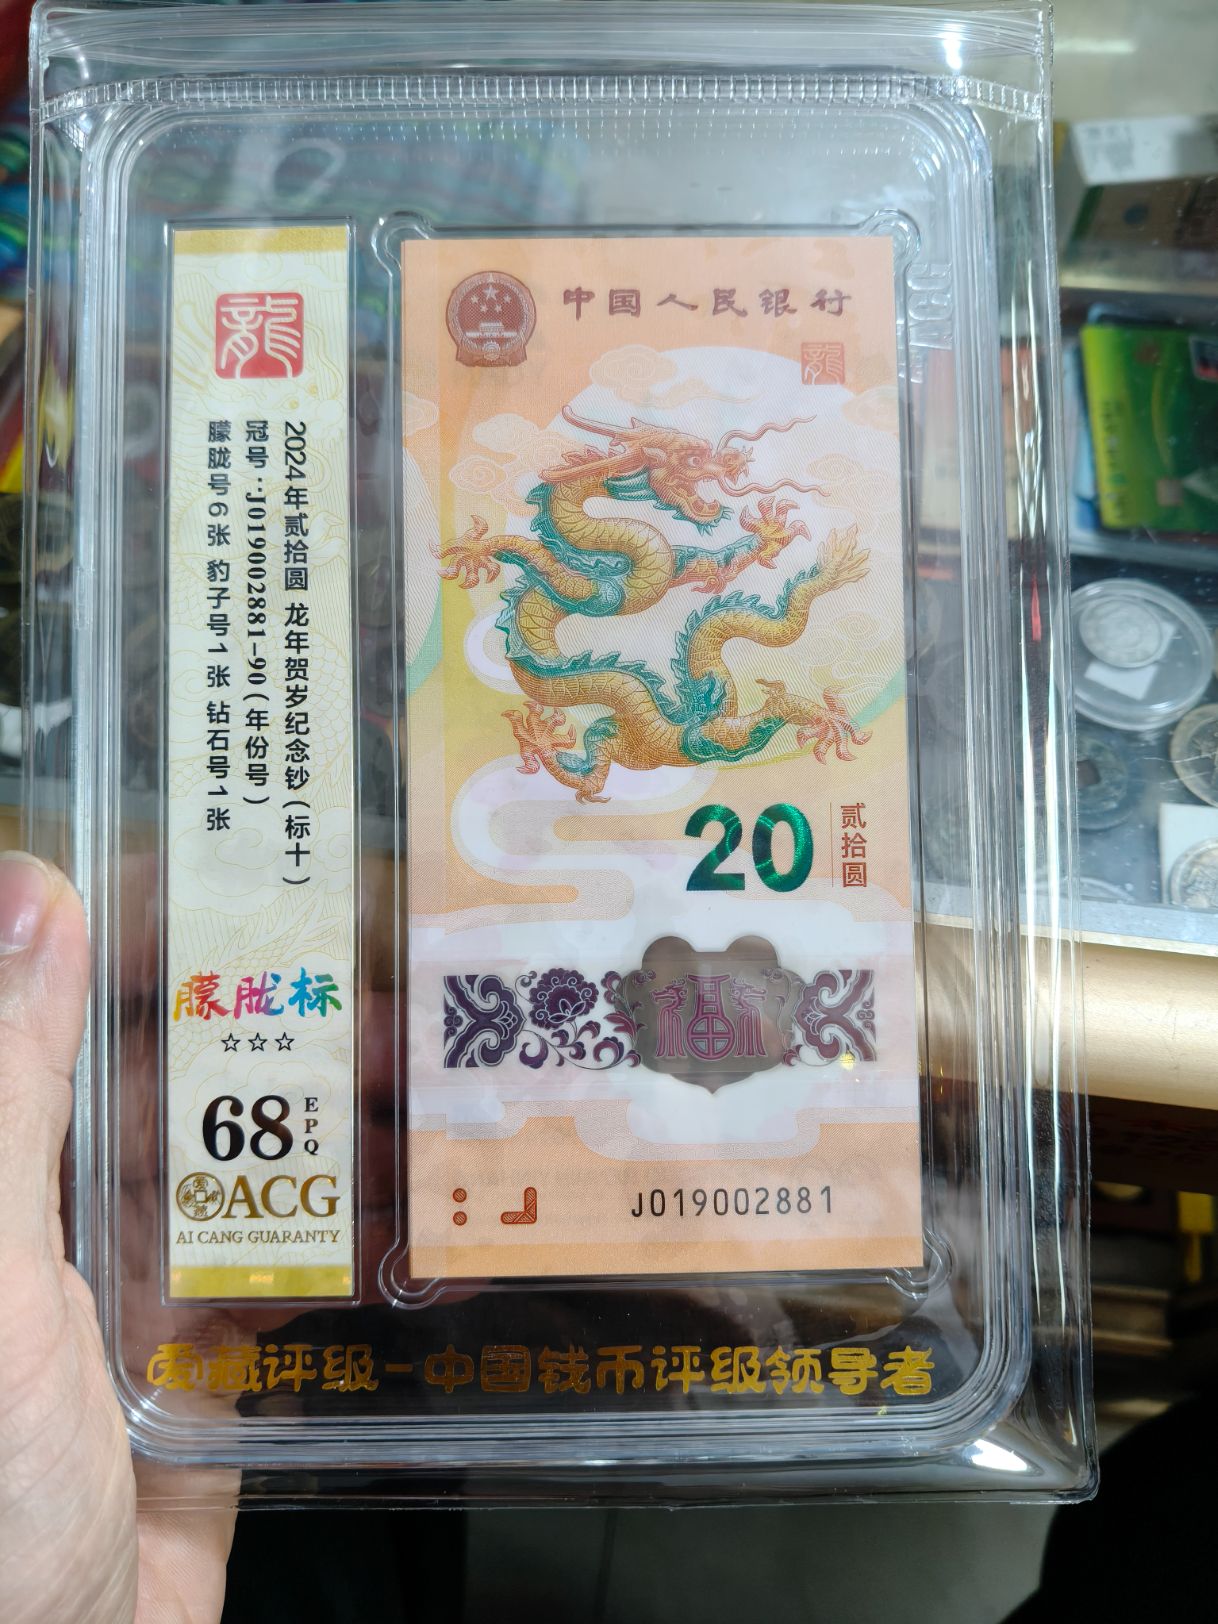 龍
2024年贰拾圆 龙年贺岁纪念钞(标十)
冠号:J019002881-90(年份号)
朦胧号6张 豹子号1张 钻石号1张
朦胧标
☆☆☆
68
EPQ
ACG
AI CANG GUARANTY
中国人民银行
龍
20
贰拾圆
福
J019002881
爱藏评级-中国钱币评级领导者